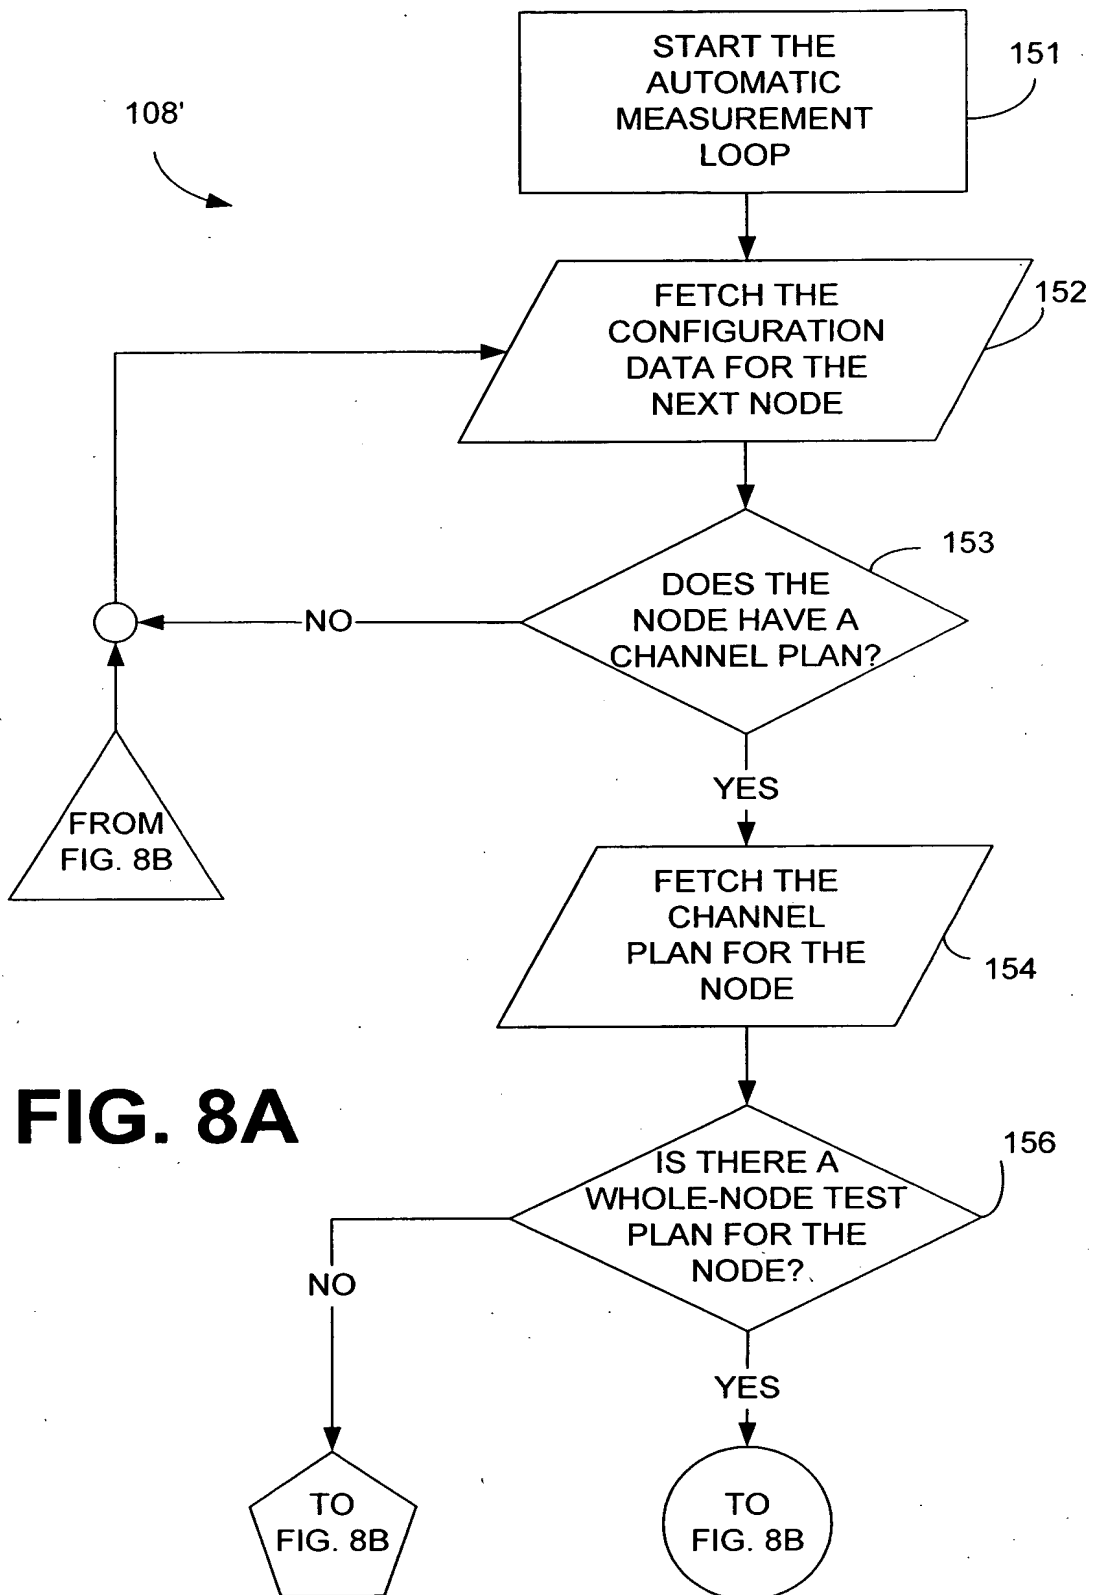 START THE
AUTOMATIC
MEASUREMENT
LOOP
151
108'
FETCH THE
CONFIGURATION
DATA FOR THE
NEXT NODE
152
DOES THE
NODE HAVE A
CHANNEL PLAN?
153
NO
YES
FROM
FIG. 8B
FETCH THE
CHANNEL
PLAN FOR THE
NODE
154
FIG. 8A
IS THERE A
WHOLE-NODE TEST
PLAN FOR THE
NODE?
156
NO
YES
TO
FIG. 8B
TO
FIG. 8B